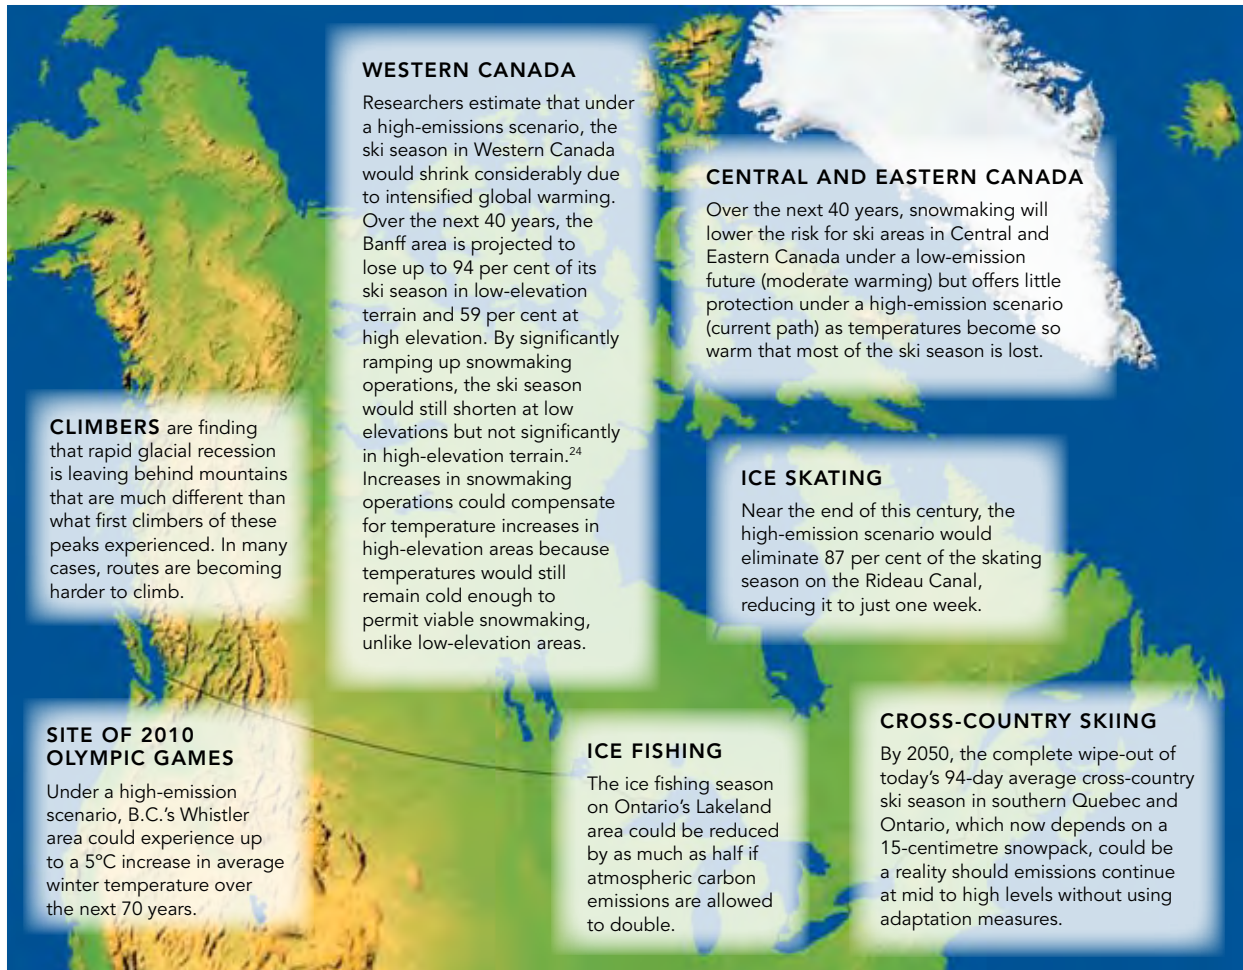 WESTERN CANADA
Researchers estimate that under
a high-emissions scenario, the
ski season in Western Canada
would shrink considerably due
to intensified global warming.
Over the next 40 years, the
Banff area is projected to
lose up to 94 per cent of its
ski season in low-elevation
terrain and 59 per cent at
high elevation. By significantly
ramping up snowmaking
operations, the ski season
would still shorten at low
elevations but not significantly
in high-elevation terrain.24
Increases in snowmaking
operations could compensate
for temperature increases in
high-elevation areas because
temperatures would still
remain cold enough to
permit viable snowmaking,
unlike low-elevation areas.
CENTRAL AND EASTERN CANADA
Over the next 40 years, snowmaking will
lower the risk for ski areas in Central and
Eastern Canada under a low-emission
future (moderate warming) but offers little
protection under a high-emission scenario
(current path) as temperatures become so
warm that most of the ski season is lost.
CLIMBERS are finding
that rapid glacial recession
is leaving behind mountains
that are much different than
what first climbers of these
peaks experienced. In many
cases, routes are becoming
harder to climb.
ICE SKATING
Near the end of this century, the
high-emission scenario would
eliminate 87 per cent of the skating
season on the Rideau Canal,
reducing it to just one week.
SITE OF 2010
OLYMPIC GAMES
Under a high-emission
scenario, B.C.'s Whistler
area could experience up
to a 5ºC increase in average
winter temperature over
the next 70 years.
ICE FISHING
The ice fishing season
on Ontario's Lakeland
area could be reduced
by as much as half if
atmospheric carbon
emissions are allowed
to double.
CROSS-COUNTRY SKIING
By 2050, the complete wipe-out of
today's 94-day average cross-country
ski season in southern Quebec and
Ontario, which now depends on a
15-centimetre snowpack, could be
a reality should emissions continue
at mid to high levels without using
adaptation measures.